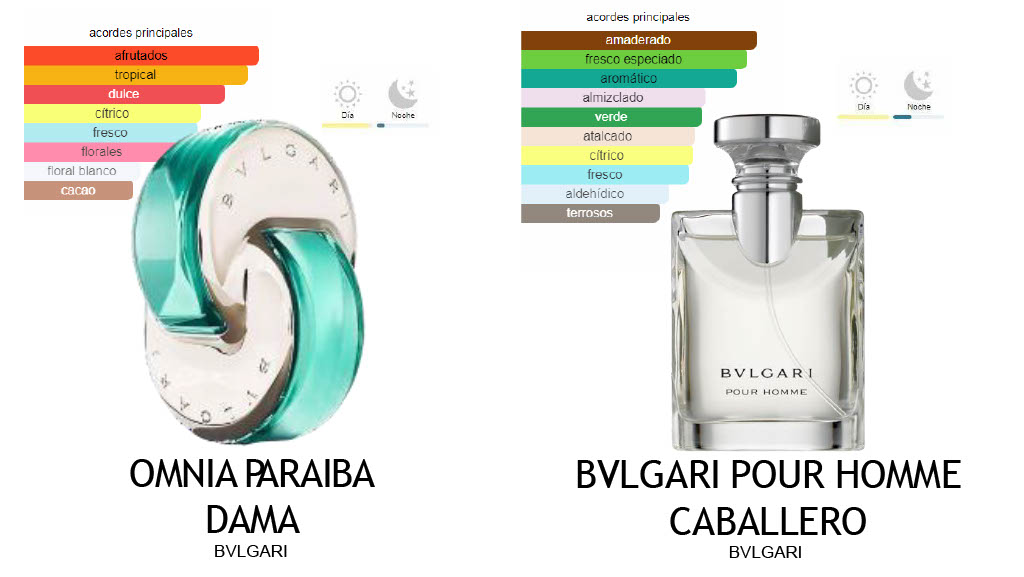 acordes principales
afrutados
tropical
dulce
cítrico
fresco
florales
floral blanco
cacao
Día
Noche
BVLGARI
BVLGARI
OMNIA PARAIBA
DAMA
BVLGARI
acordes principales
amaderado
fresco especiado
aromático
almizclado
verde
atalcado
cítrico
fresco
aldehídico
terrosos
Día
Noche
BVLGARI
POUR HOMME
BVLGARI POUR HOMME
CABALLERO
BVLGARI